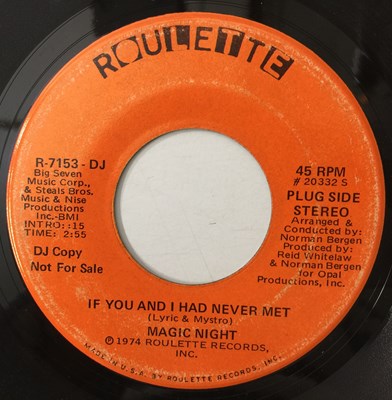 ROULETTE
R-7153-DJ
Big Seven
Music Corp.,
& Steals Bros.
Music & Nise
Productions
Inc.-BMI
INTRO: :15
TIME: 2:55
DJ Copy
Not For Sale
45 RPM
# 20332 S
PLUG SIDE
STEREO
Arranged &
Conducted by:
Norman Bergen
Produced by:
Reid Whitelaw
& Norman Bergen
for Opal
Productions, Inc.
IF YOU AND I HAD NEVER MET
(Lyric & Mystro)
MAGIC NIGHT
℗1974 ROULETTE RECORDS,
INC.
MADE IN U.S.A. BY ROULETTE RECORDS, INC.